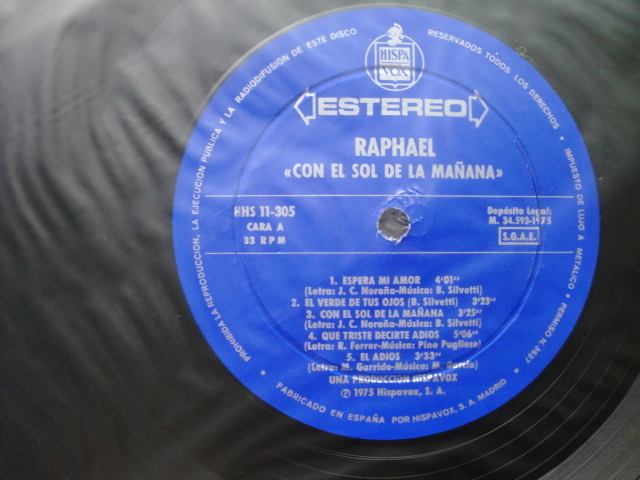 HISPA
VOX
ESTEREO
RAPHAEL
«CON EL SOL DE LA MAÑANA»
HHS 11-305
CARA A
33 RPM
Depósito Legal:
M. 34.592-1975
S.G.A.E.
1. ESPERA MI AMOR 4'01''
(Letra: J. C. Noroña-Música: B. Silvetti)
2. EL VERDE DE TUS OJOS (B. Silvetti) 3'23''
3. CON EL SOL DE LA MAÑANA 3'25''
(Letra: J. C. Noroña-Música: B. Silvetti)
4. QUE TRISTE DECIRTE ADIOS 5'06''
(Letra: R. Ferrer-Música: Pino Pugliese)
5. EL ADIOS 3'33''
(Letra: M. Garrido-Música: M. García)
UNA PRODUCCION HISPAVOX
Ⓟ 1975 Hispavox, S. A.
PROHIBIDA LA REPRODUCCION, LA EJECUCION PUBLICA Y LA RADIODIFUSION DE ESTE DISCO
RESERVADOS TODOS LOS DERECHOS • IMPUESTO DE LUJO A METALICO • PERMISO N. 5637
• FABRICADO EN ESPAÑA POR HISPAVOX, S. A. MADRID •